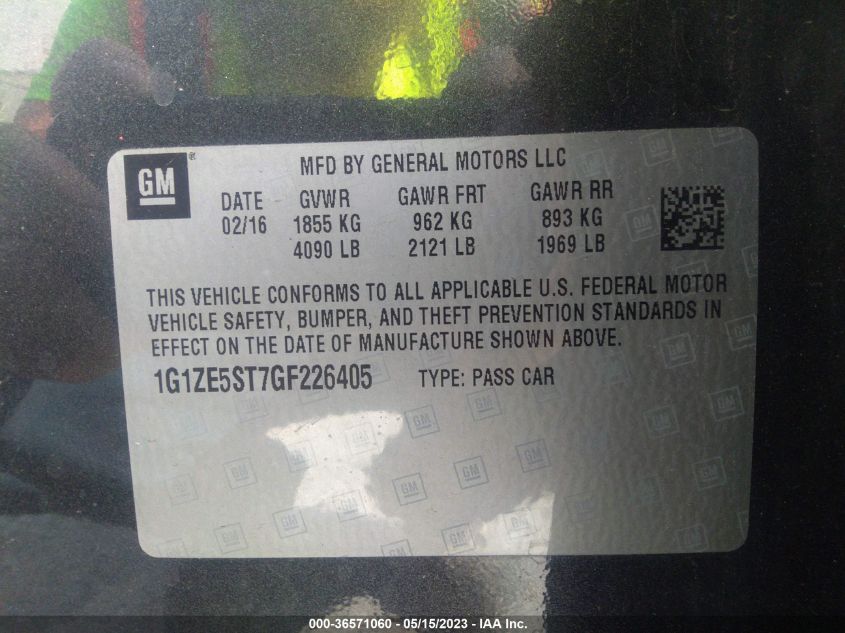 GM®
MFD BY GENERAL MOTORS LLC
DATE GVWR GAWR FRT GAWR RR
02/16 1855 KG 962 KG 893 KG
4090 LB 2121 LB 1969 LB
THIS VEHICLE CONFORMS TO ALL APPLICABLE U.S. FEDERAL MOTOR
VEHICLE SAFETY, BUMPER, AND THEFT PREVENTION STANDARDS IN
EFFECT ON THE DATE OF MANUFACTURE SHOWN ABOVE.
1G1ZE5ST7GF226405 TYPE: PASS CAR
000-36571060 - 05/15/2023 - IAA Inc.